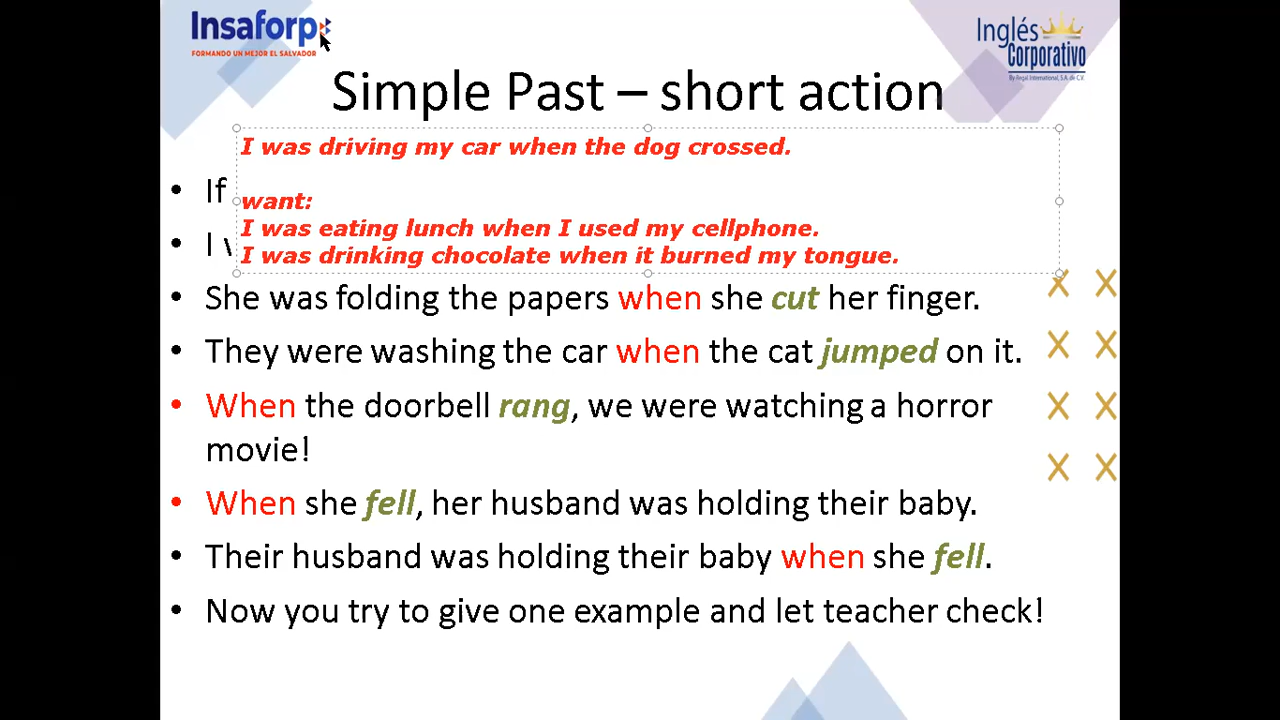 Insaforp
FORMANDO UN MEJOR EL SALVADOR
Inglés
Corporativo
By Regal International, S.A. de C.V.
Simple Past – short action
I was driving my car when the dog crossed.
• If
want:
I was eating lunch when I used my cellphone.
• I
I was drinking chocolate when it burned my tongue.
• She was folding the papers when she cut her finger.
• They were washing the car when the cat jumped on it.
• When the doorbell rang, we were watching a horror
movie!
• When she fell, her husband was holding their baby.
• Their husband was holding their baby when she fell.
• Now you try to give one example and let teacher check!